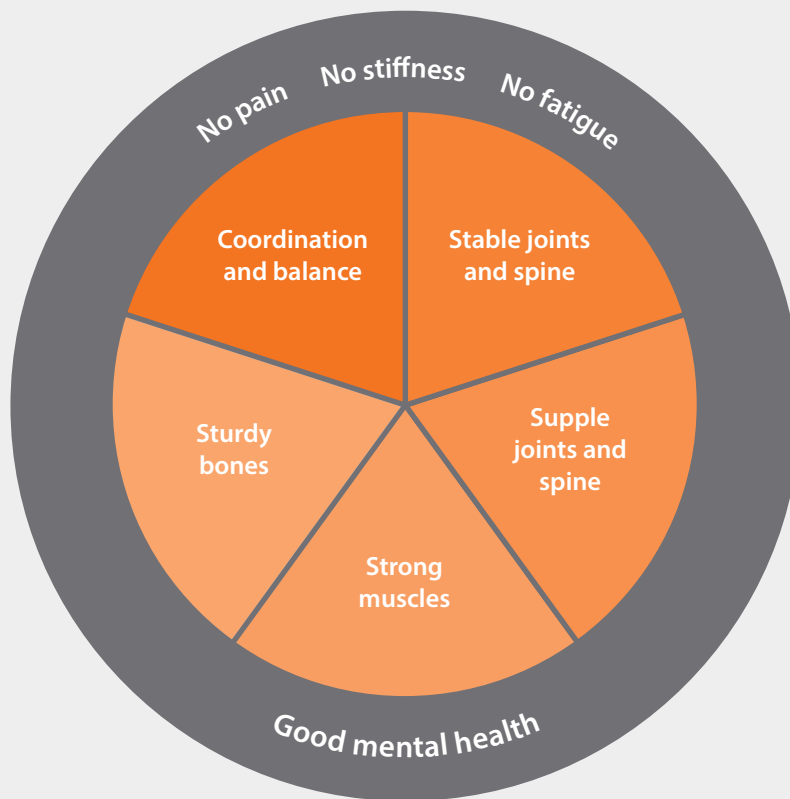 No pain No stiffness No fatigue
Coordination
and balance
Stable joints
and spine
Supple
joints and
spine
Strong
muscles
Sturdy
bones
Good mental health